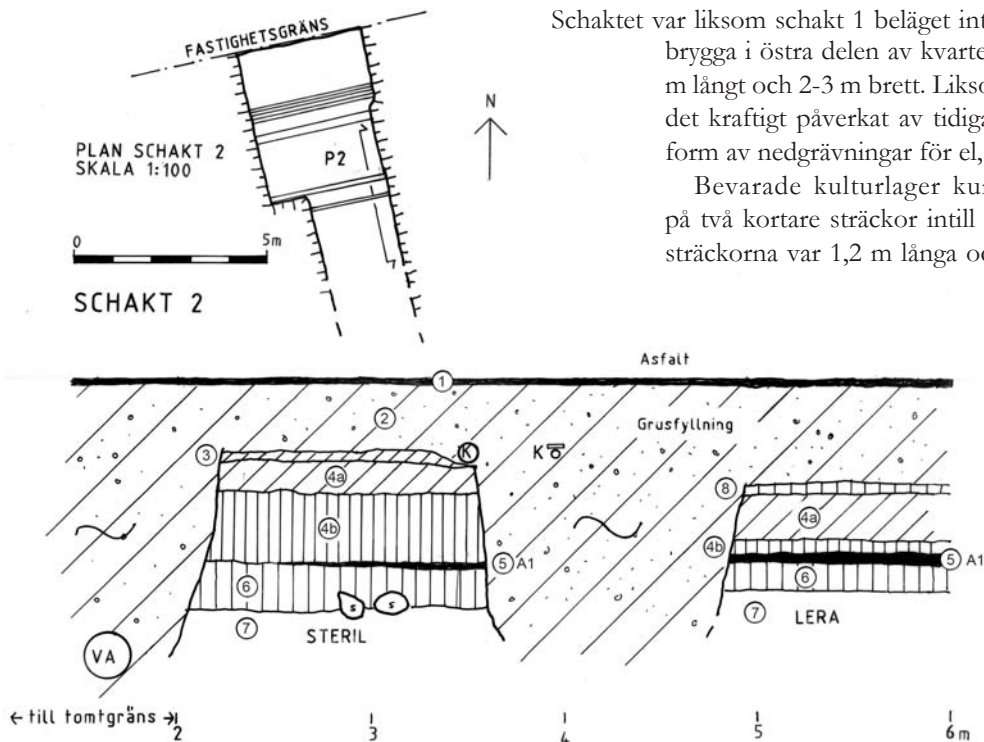 FASTIGHETSGRÄNS
PLAN SCHAKT 2
SKALA 1:100
P2
N
0 5m
SCHAKT 2
Schaktet var liksom schakt 1 beläget int
brygga i östra delen av kvarte
m långt och 2-3 m brett. Likso
det kraftigt påverkat av tidiga
form av nedgrävningar för el,
Bevarade kulturlager kur
på två kortare sträckor intill
sträckorna var 1,2 m långa oc
Asfalt
1
2
Grusfyllning
3
K
K
4a
8
4a
4b
4b
5 A1
5 A1
6
6
S S
7
STERIL
7
LERA
VA
← till tomtgräns →
2 3 4 5 6 m